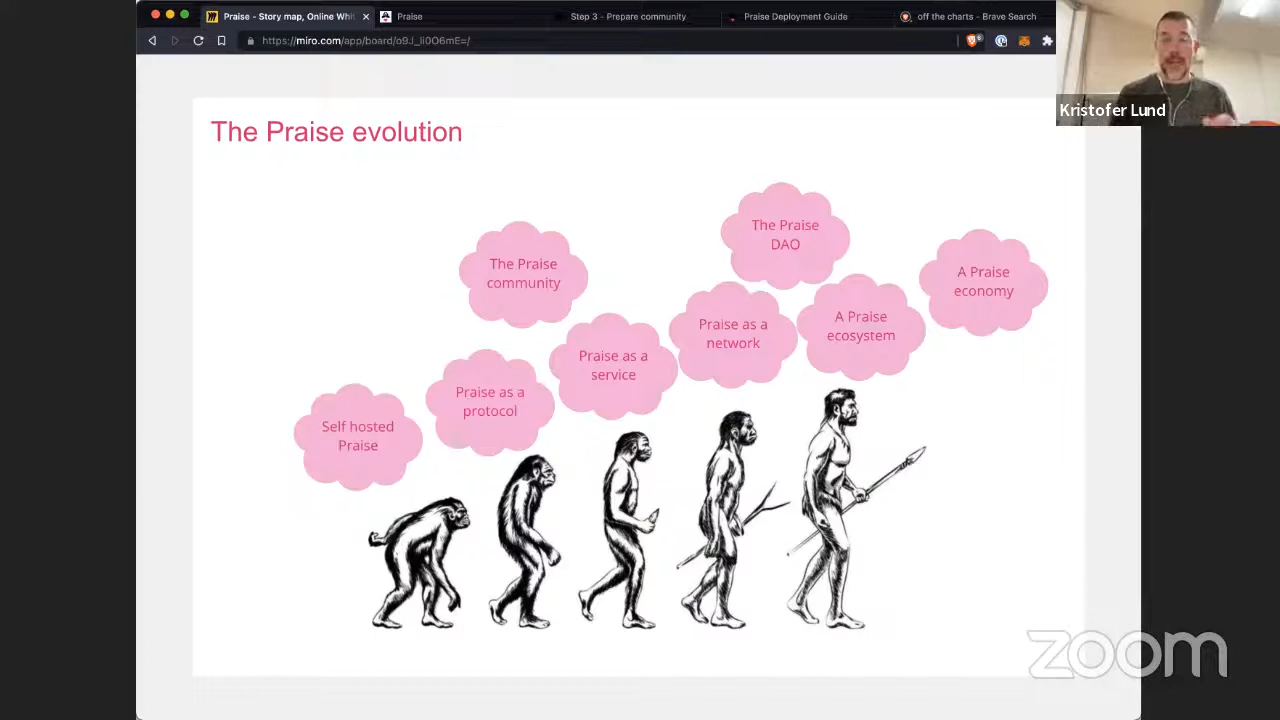 Praise - Story map, Online Whit
Praise
Step 3 - Prepare community
Praise Deployment Guide
off the charts - Brave Search
Kristofer Lund
The Praise evolution
The Praise
DAO
The Praise
community
A Praise
economy
Praise as a
network
A Praise
ecosystem
Praise as a
service
Praise as a
protocol
Self hosted
Praise
zoom